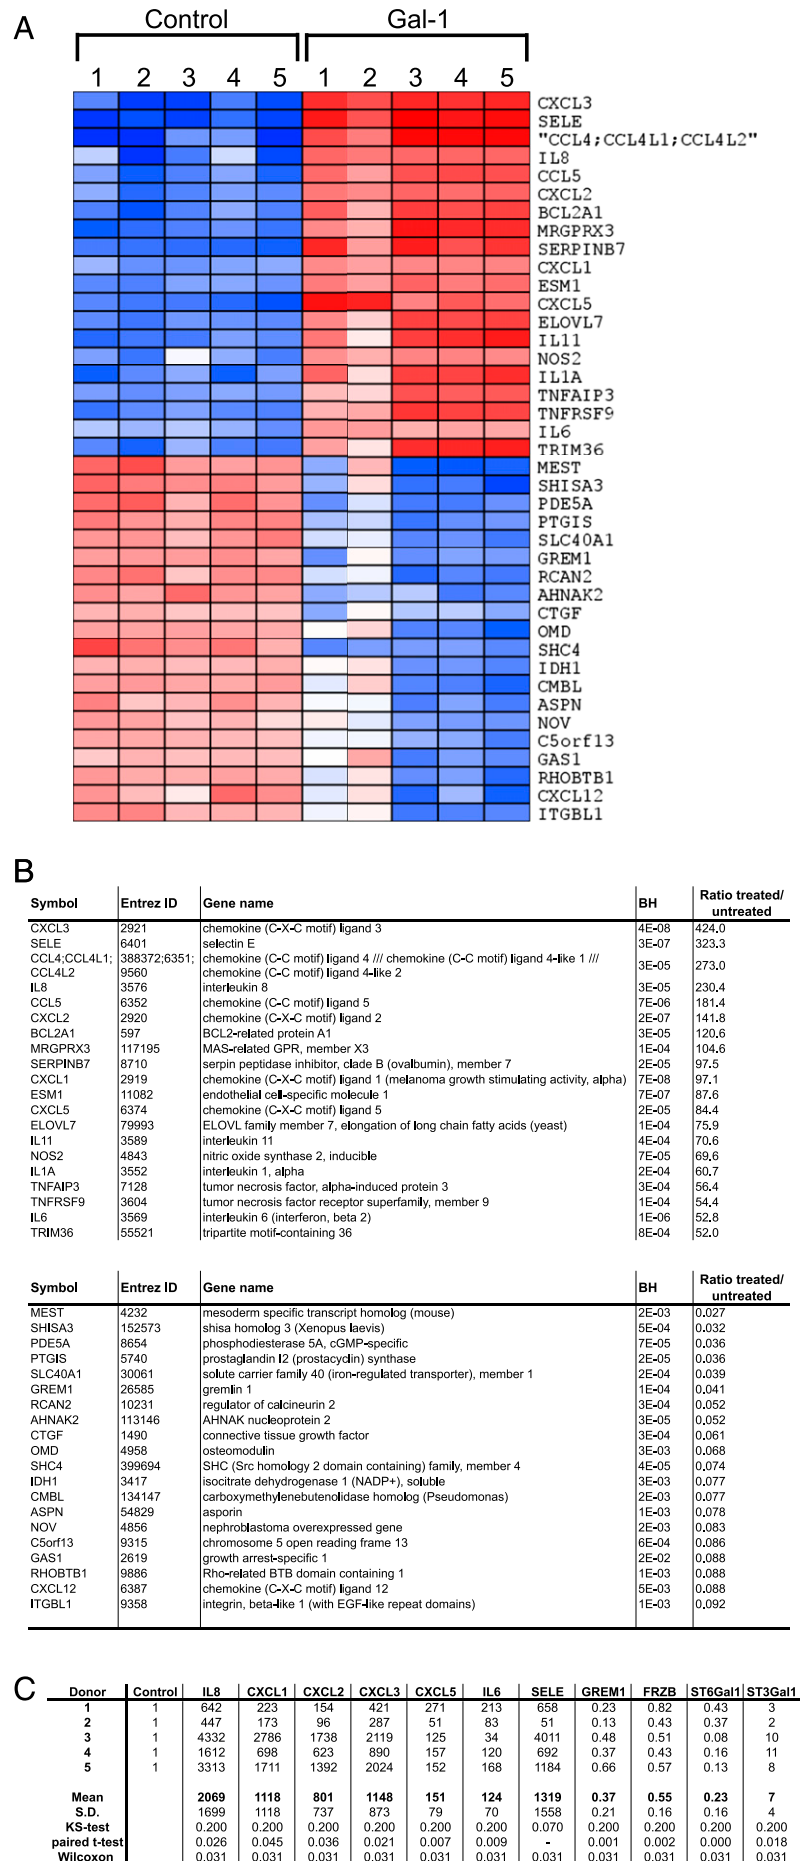 A
Control Gal-1
1 2 3 4 5 1 2 3 4 5
CXCL3
SELE
"CCL4;CCL4L1;CCL4L2"
IL8
CCL5
CXCL2
BCL2A1
MRGPRX3
SERPINB7
CXCL1
ESM1
CXCL5
ELOVL7
IL11
NOS2
IL1A
TNFAIP3
TNFRSF9
IL6
TRIM36
MEST
SHISA3
PDE5A
PTGIS
SLC40A1
GREM1
RCAN2
AHNAK2
CTGF
OMD
SHC4
IDH1
CMBL
ASPN
NOV
C5orf13
GAS1
RHOBTB1
CXCL12
ITGBL1
B
Symbol Entrez ID Gene name BH Ratio treated/ untreated
CXCL3 2921 chemokine (C-X-C motif) ligand 3 4E-08 424.0
SELE 6401 selectin E 3E-07 323.3
CCL4;CCL4L1; 388372;6351; chemokine (C-C motif) ligand 4 /// chemokine (C-C motif) ligand 4-like 1 ///
CCL4L2 9560 chemokine (C-C motif) ligand 4-like 2 3E-05 273.0
IL8 3576 interleukin 8 3E-05 230.4
CCL5 6352 chemokine (C-C motif) ligand 5 7E-06 181.4
CXCL2 2920 chemokine (C-X-C motif) ligand 2 2E-07 141.8
BCL2A1 597 BCL2-related protein A1 3E-05 120.6
MRGPRX3 117195 MAS-related GPR, member X3 1E-04 104.6
SERPINB7 8710 serpin peptidase inhibitor, clade B (ovalbumin), member 7 2E-05 97.5
CXCL1 2919 chemokine (C-X-C motif) ligand 1 (melanoma growth stimulating activity, alpha) 7E-08 97.1
ESM1 11082 endothelial cell-specific molecule 1 7E-07 87.6
CXCL5 6374 chemokine (C-X-C motif) ligand 5 2E-05 84.4
ELOVL7 79993 ELOVL family member 7, elongation of long chain fatty acids (yeast) 1E-04 75.9
IL11 3589 interleukin 11 4E-04 70.6
NOS2 4843 nitric oxide synthase 2, inducible 7E-05 69.6
IL1A 3552 interleukin 1, alpha 2E-04 60.7
TNFAIP3 7128 tumor necrosis factor, alpha-induced protein 3 3E-04 56.4
TNFRSF9 3604 tumor necrosis factor receptor superfamily, member 9 1E-04 54.4
IL6 3569 interleukin 6 (interferon, beta 2) 1E-06 52.8
TRIM36 55521 tripartite motif-containing 36 8E-04 52.0
Symbol Entrez ID Gene name BH Ratio treated/ untreated
MEST 4232 mesoderm specific transcript homolog (mouse) 2E-03 0.027
SHISA3 152573 shisa homolog 3 (Xenopus laevis) 5E-04 0.032
PDE5A 8654 phosphodiesterase 5A, cGMP-specific 7E-05 0.036
PTGIS 5740 prostaglandin I2 (prostacyclin) synthase 2E-05 0.036
SLC40A1 30061 solute carrier family 40 (iron-regulated transporter), member 1 2E-04 0.039
GREM1 26585 gremlin 1 1E-04 0.041
RCAN2 10231 regulator of calcineurin 2 3E-04 0.052
AHNAK2 113146 AHNAK nucleoprotein 2 3E-05 0.052
CTGF 1490 connective tissue growth factor 3E-04 0.061
OMD 4958 osteomodulin 3E-03 0.068
SHC4 399694 SHC (Src homology 2 domain containing) family, member 4 4E-05 0.074
IDH1 3417 isocitrate dehydrogenase 1 (NADP+), soluble 3E-03 0.077
CMBL 134147 carboxymethylenebutenolidase homolog (Pseudomonas) 2E-03 0.077
ASPN 54829 asporin 1E-03 0.078
NOV 4856 nephroblastoma overexpressed gene 2E-03 0.083
C5orf13 9315 chromosome 5 open reading frame 13 6E-04 0.086
GAS1 2619 growth arrest-specific 1 2E-02 0.088
RHOBTB1 9886 Rho-related BTB domain containing 1 1E-03 0.088
CXCL12 6387 chemokine (C-X-C motif) ligand 12 5E-03 0.088
ITGBL1 9358 integrin, beta-like 1 (with EGF-like repeat domains) 1E-03 0.092
C
Donor Control IL8 CXCL1 CXCL2 CXCL3 CXCL5 IL6 SELE GREM1 FRZB ST6Gal1 ST3Gal1
1 1 642 223 154 421 271 213 658 0.23 0.82 0.43 3
2 1 447 173 96 287 51 83 51 0.13 0.43 0.37 2
3 1 4332 2786 1738 2119 125 34 4011 0.48 0.51 0.08 10
4 1 1612 698 623 890 157 120 692 0.37 0.43 0.16 11
5 1 3313 1711 1392 2024 152 168 1184 0.66 0.57 0.13 8
Mean 2069 1118 801 1148 151 124 1319 0.37 0.55 0.23 7
S.D. 1699 1118 737 873 79 70 1558 0.21 0.16 0.16 4
KS-test 0.200 0.200 0.200 0.200 0.200 0.200 0.070 0.200 0.200 0.200 0.200
paired t-test 0.026 0.045 0.036 0.021 0.007 0.009 - 0.001 0.002 0.000 0.018
Wilcoxon 0.031 0.031 0.031 0.031 0.031 0.031 0.031 0.031 0.031 0.031 0.031